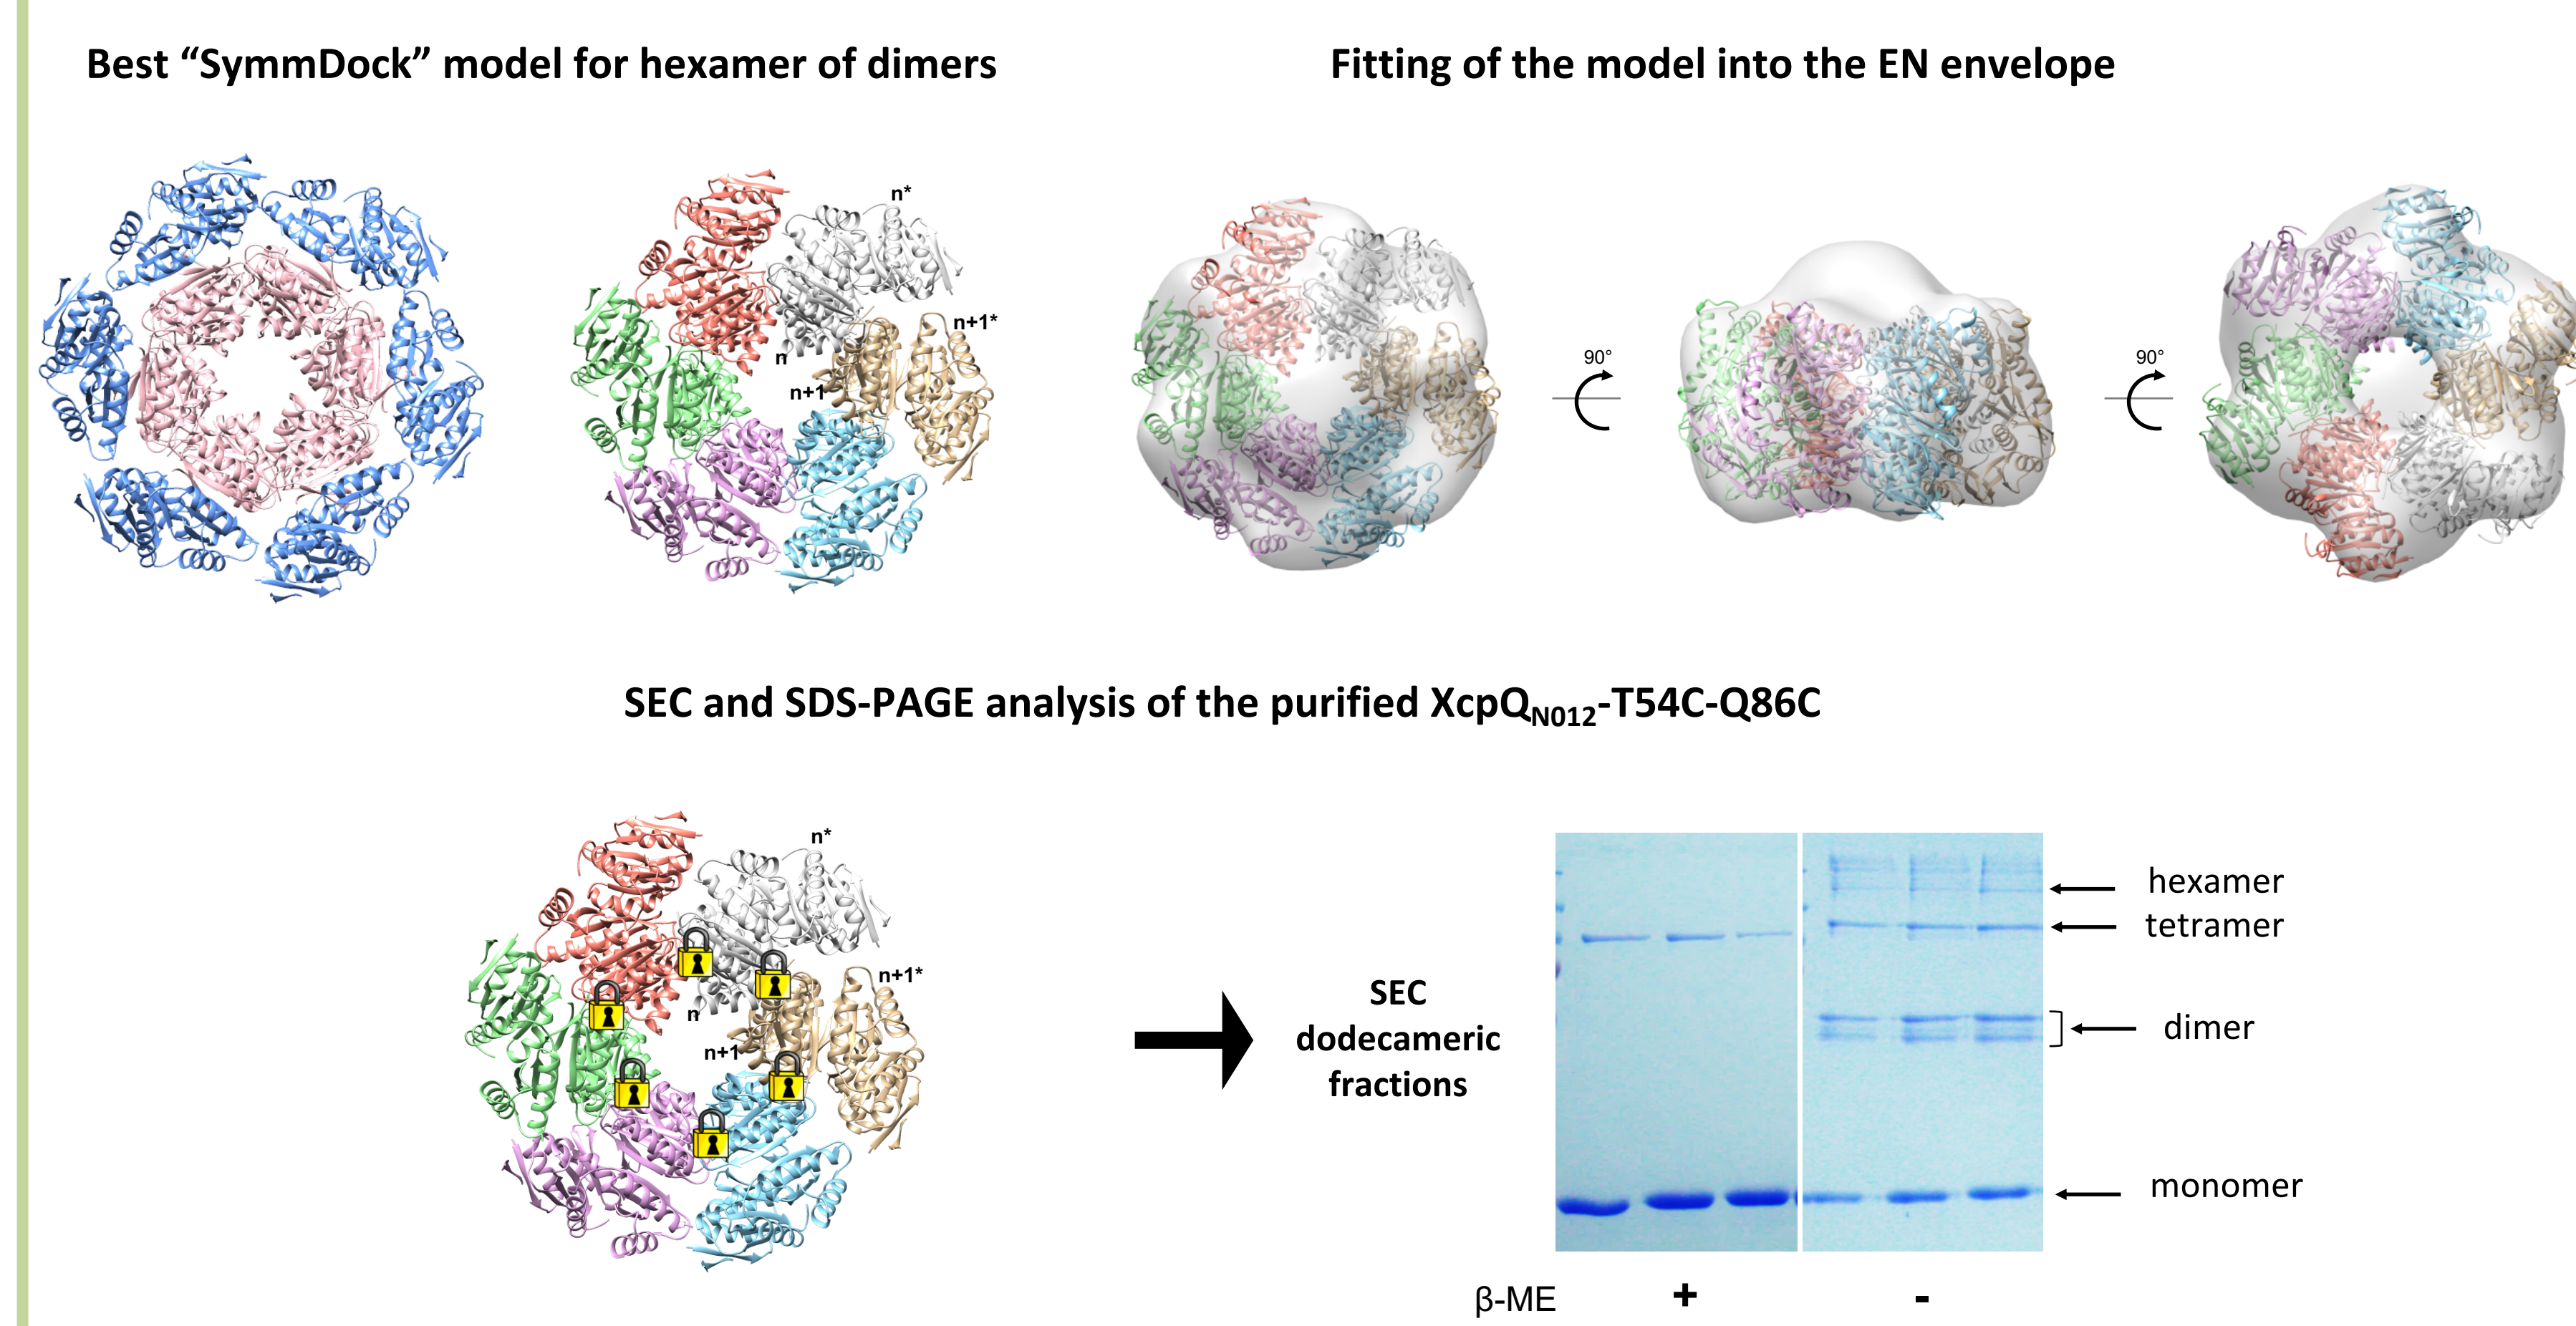 Best “SymmDock” model for hexamer of dimers
Fitting of the model into the EN envelope
n*
n+1*
n
n+1
90°
90°
SEC and SDS-PAGE analysis of the purified XcpQN012-T54C-Q86C
n*
n+1*
n
n+1
SEC
dodecameric
fractions
hexamer
tetramer
dimer
monomer
β-ME + -